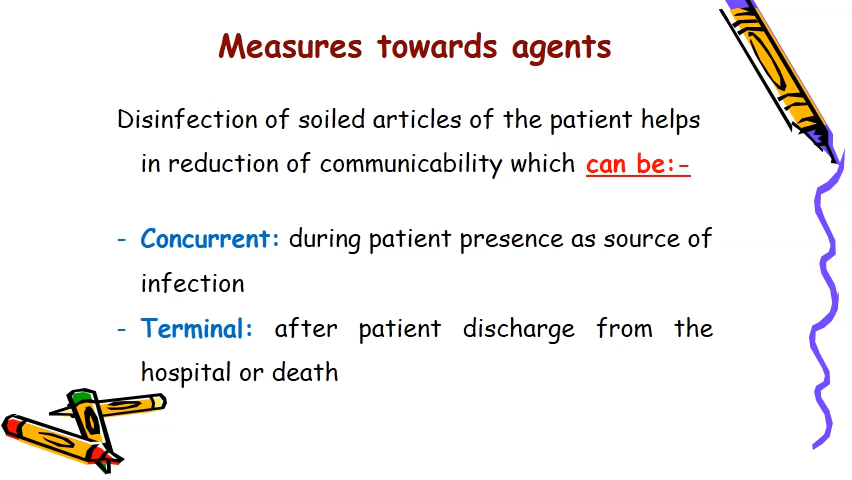 Measures towards agents
Disinfection of soiled articles of the patient helps
in reduction of communicability which can be:-
- Concurrent: during patient presence as source of
infection
- Terminal: after patient discharge from the
hospital or death